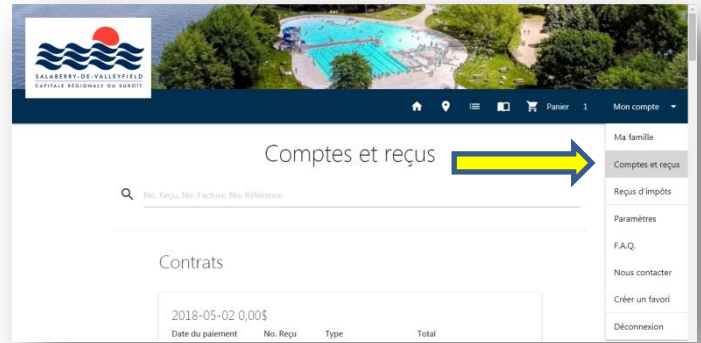 SALABERRY-DE-VALLEYFIELD
CAPITALE RÉGIONALE DU SUROÎT
Panier 1 Mon compte
Ma famille
Comptes et reçus
Reçus d'impôts
Paramètres
F.A.Q.
Nous contacter
Créer un favori
Déconnexion
Comptes et reçus
No. Reçu, No. Facture, No. Référence
Contrats
2018-05-02 0,00$
Date du paiement No. Reçu Type Total